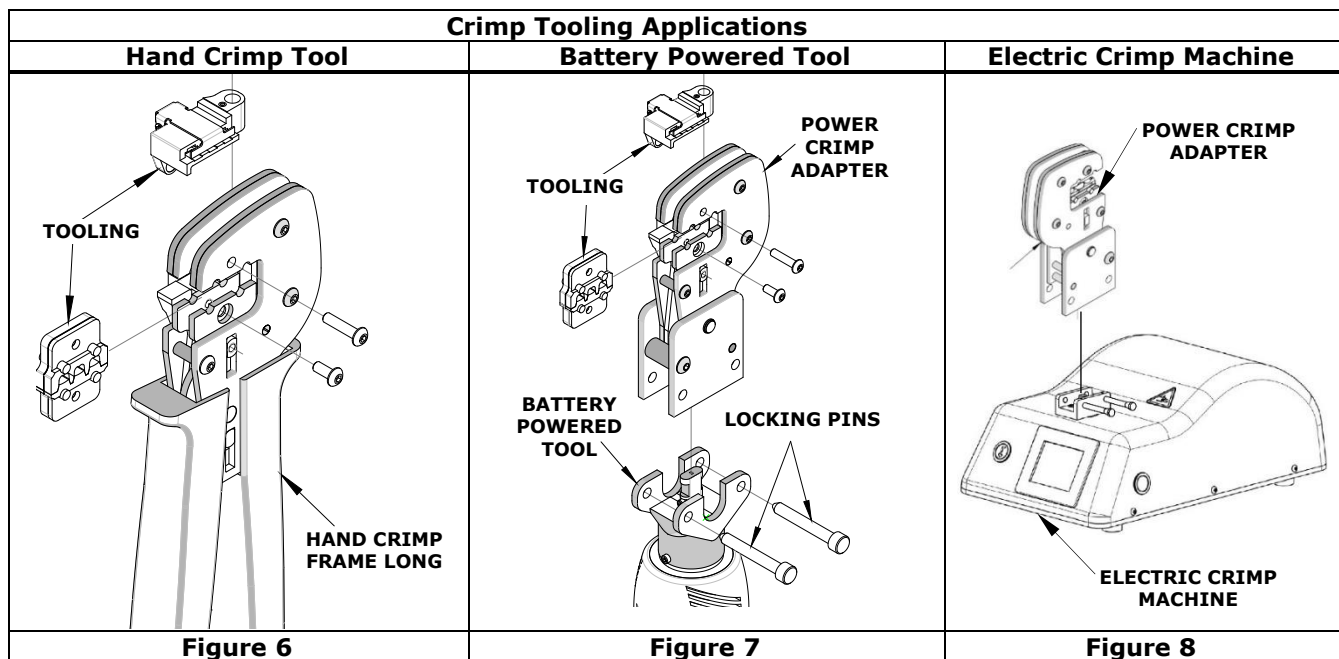 Crimp Tooling Applications
Hand Crimp Tool
Battery Powered Tool
Electric Crimp Machine
TOOLING
HAND CRIMP
FRAME LONG
TOOLING
POWER
CRIMP
ADAPTER
BATTERY
POWERED
TOOL
LOCKING PINS
POWER CRIMP
ADAPTER
ELECTRIC CRIMP
MACHINE
Figure 6
Figure 7
Figure 8